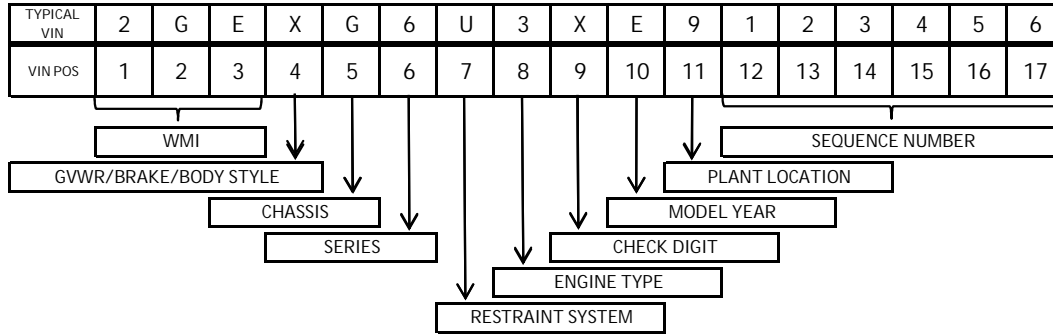 TYPICAL VIN 2 G E X G 6 U 3 X E 9 1 2 3 4 5 6
VIN POS 1 2 3 4 5 6 7 8 9 10 11 12 13 14 15 16 17
WMI SEQUENCE NUMBER
GVWR/BRAKE/BODY STYLE PLANT LOCATION
CHASSIS MODEL YEAR
SERIES CHECK DIGIT
ENGINE TYPE
RESTRAINT SYSTEM